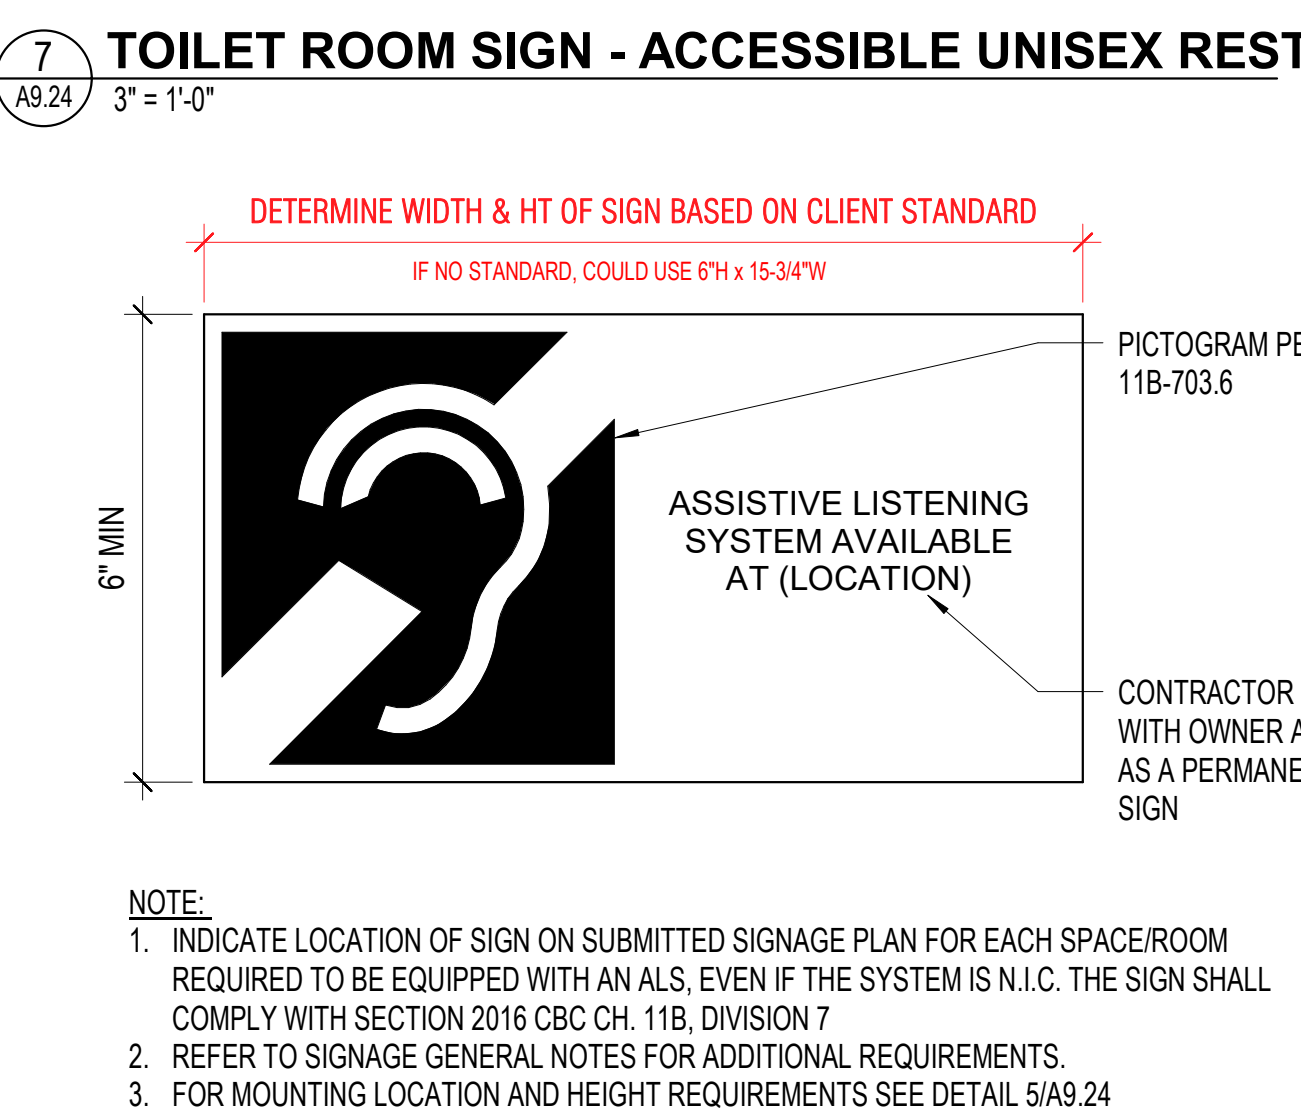 7
A9.24
TOILET ROOM SIGN - ACCESSIBLE UNISEX
3" = 1'-0"
DETERMINE WIDTH & HT OF SIGN BASED ON CLIENT STANDARD
IF NO STANDARD, COULD USE 6"H x 15-3/4"W
PICTOGRAM
11B-703.6
6" MIN
ASSISTIVE LISTENING
SYSTEM AVAILABLE
AT (LOCATION)
CONTRACTOR
WITH OWNER
AS A
SIGN
NOTE:
1. INDICATE LOCATION OF SIGN ON SUBMITTED SIGNAGE PLAN FOR EACH SPACE/ROOM
REQUIRED TO BE EQUIPPED WITH AN ALS, EVEN IF THE SYSTEM IS N.I.C. THE SIGN SHALL
COMPLY WITH SECTION 2016 CBC CH. 11B, DIVISION 7
2. REFER TO SIGNAGE GENERAL NOTES FOR ADDITIONAL REQUIREMENTS.
3. FOR MOUNTING LOCATION AND HEIGHT REQUIREMENTS SEE DETAIL 5/A9.24